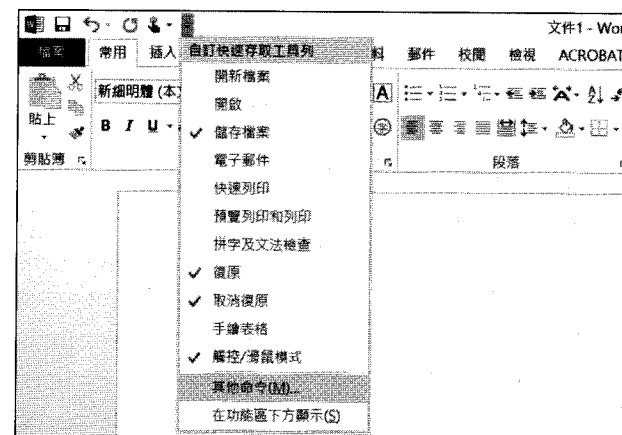 文件1 - Wor
檔案 常用 插入 料 郵件 校閱 檢視 ACROBAT
自訂快速存取工具列
開新檔案
開啟
儲存檔案
電子郵件
快速列印
預覽列印和列印
拼字及文法檢查
復原
取消復原
手繪表格
觸控/滑鼠模式
其他命令(M)...
在功能區下方顯示(S)
新細明體 (本
B I U
貼上
剪貼簿
段落